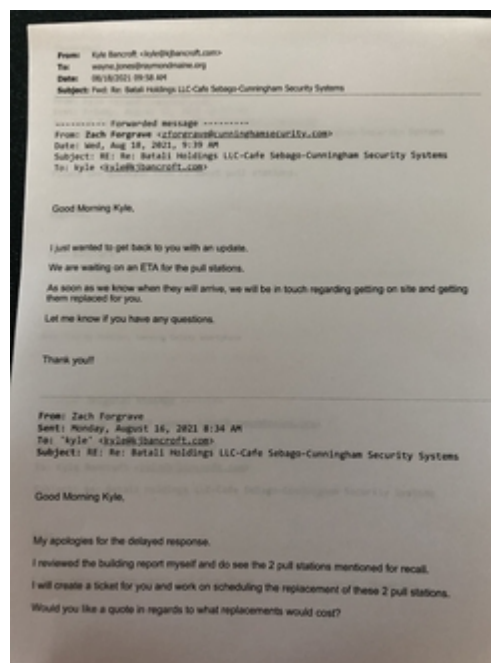 From: Kyle Bancroft <kyle@kjbancroft.com>
To: wayne.jones@raymondmaine.org
Date: 08/18/2021 09:58 AM
Subject: Fwd: Re: Batali Holdings LLC-Cafe Sebago-Cunningham Security Systems
---------- Forwarded message ---------
From: Zach Forgrave <zforgrave@cunninghamsecurity.com>
Date: Wed, Aug 18, 2021, 9:39 AM
Subject: RE: Re: Batali Holdings LLC-Cafe Sebago-Cunningham Security Systems
To: kyle <kyle@kjbancroft.com>
Good Morning Kyle,
I just wanted to get back to you with an update.
We are waiting on an ETA for the pull stations.
As soon as we know when they will arrive, we will be in touch regarding getting on site and getting
them replaced for you.
Let me know if you have any questions.
Thank you!!
From: Zach Forgrave
Sent: Monday, August 16, 2021 8:34 AM
To: "kyle" <kyle@kjbancroft.com>
Subject: RE: Re: Batali Holdings LLC-Cafe Sebago-Cunningham Security Systems
Good Morning Kyle,
My apologies for the delayed response.
I reviewed the building report myself and do see the 2 pull stations mentioned for recall.
I will create a ticket for you and work on scheduling the replacement of these 2 pull stations.
Would you like a quote in regards to what replacements would cost?